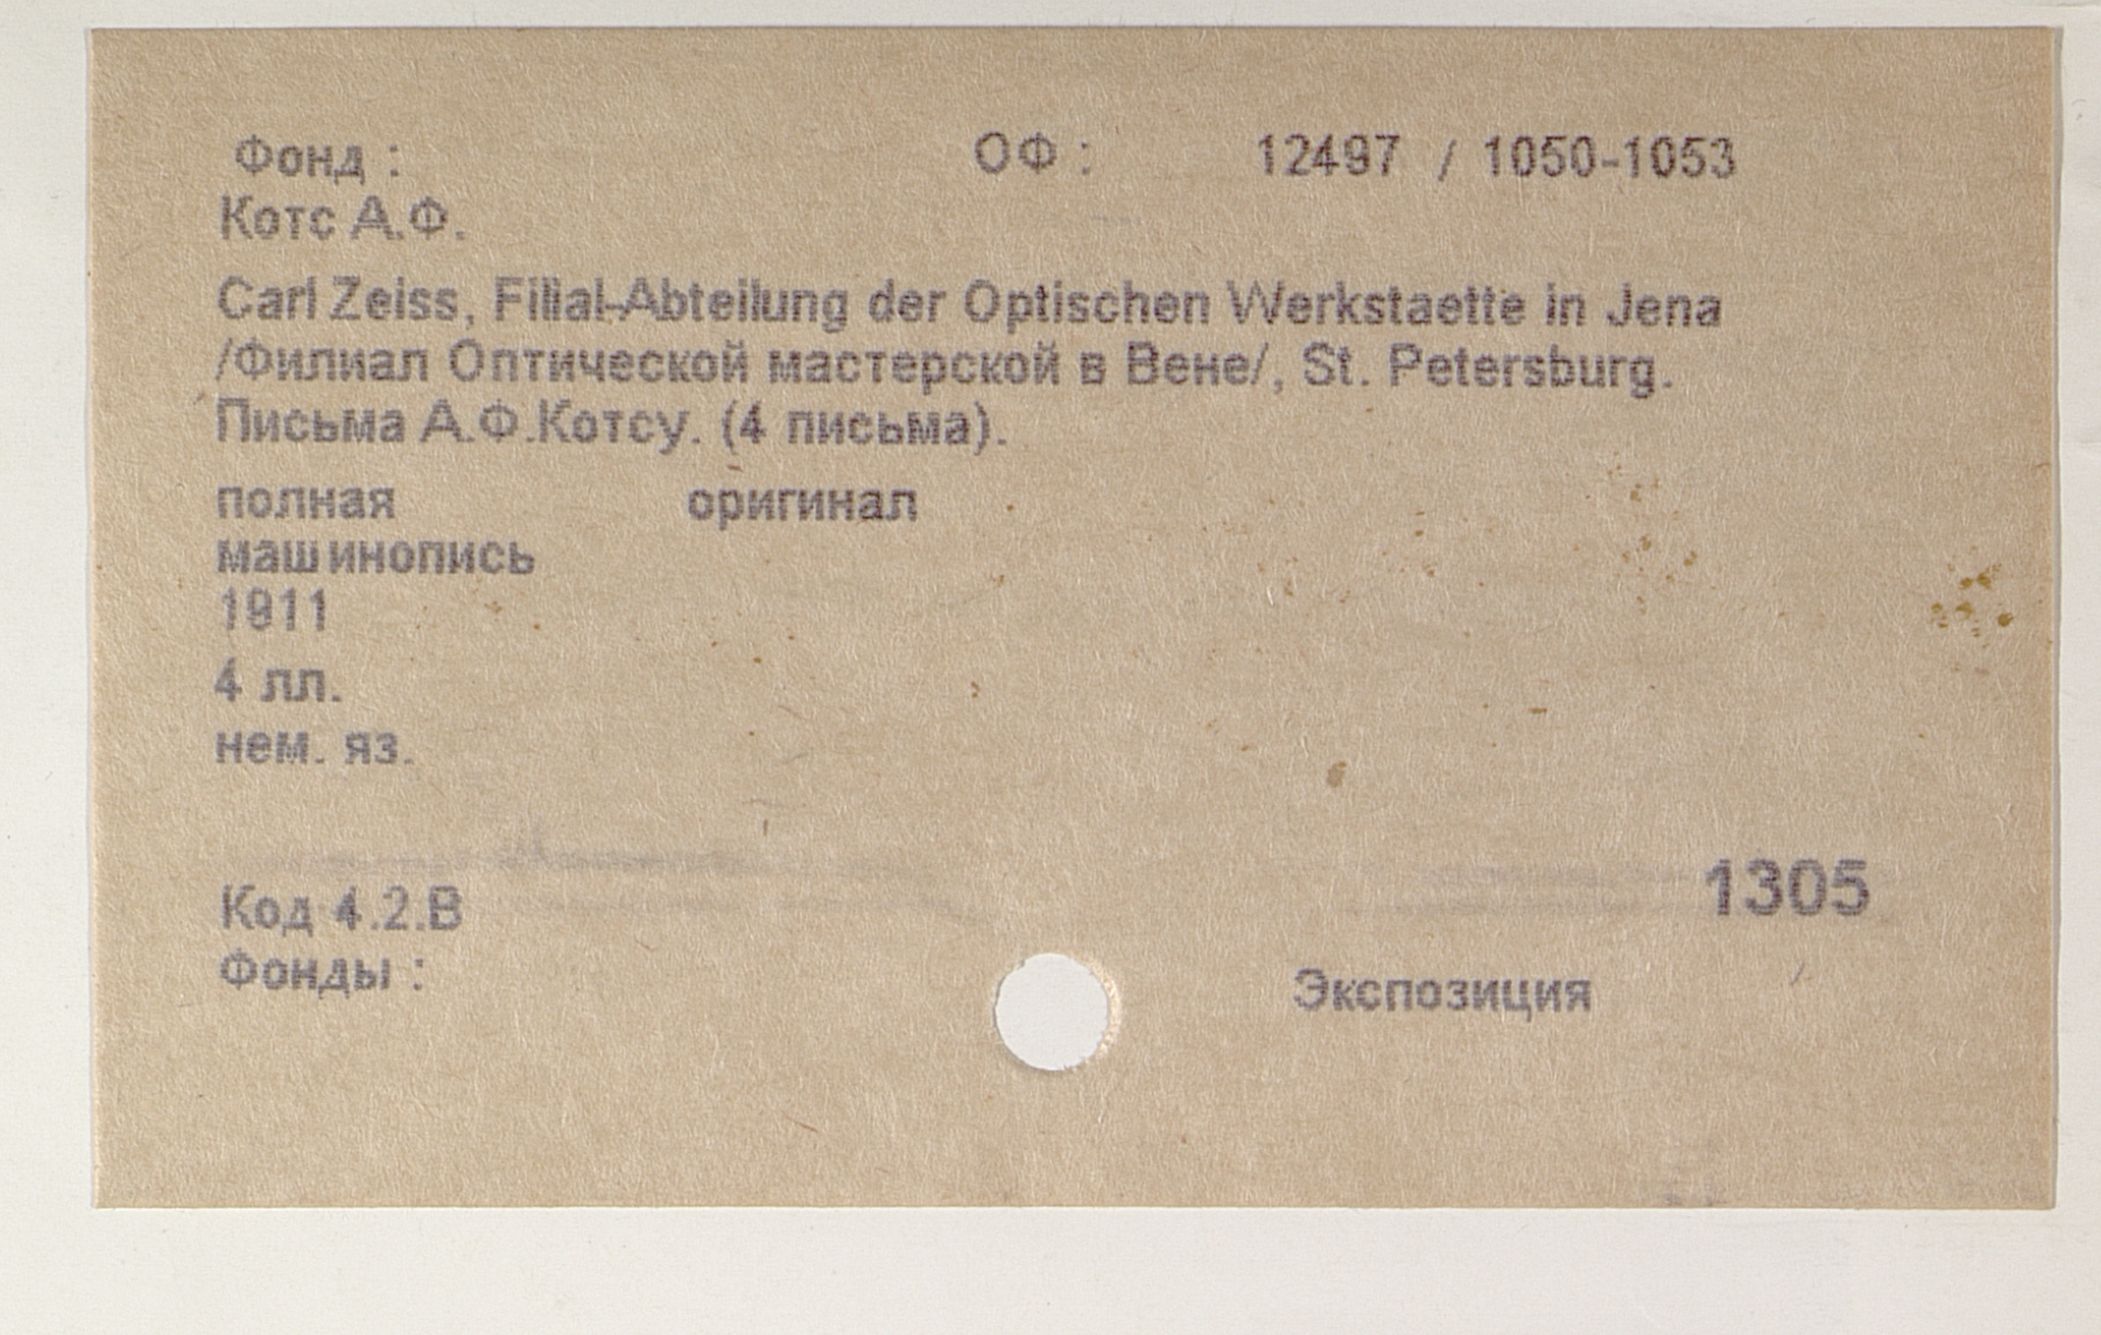 Фонд : ОФ : 12497 / 1050-1053
Котс А.Ф.
Carl Zeiss, Filial-Abteilung der Optischen Werkstaette in Jena
/Филиал Оптической мастерской в Вене/, St. Petersburg.
Письма А.Ф.Котсу. (4 письма).
полная оригинал
машинопись
1911
4 лл.
нем. яз.
1305
Код 4.2.В
Фонды :
Экспозиция